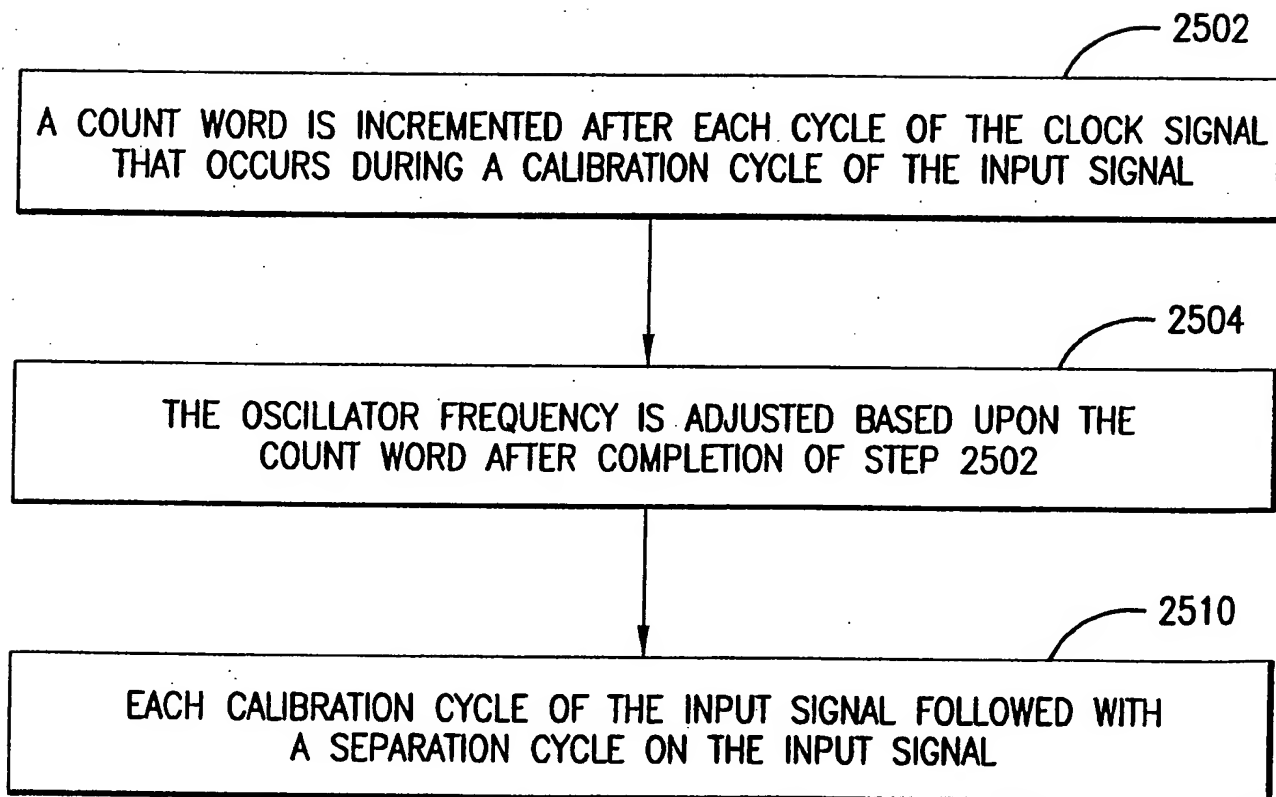 2502
A COUNT WORD IS INCREMENTED AFTER EACH CYCLE OF THE CLOCK SIGNAL
THAT OCCURS DURING A CALIBRATION CYCLE OF THE INPUT SIGNAL
2504
THE OSCILLATOR FREQUENCY IS ADJUSTED BASED UPON THE
COUNT WORD AFTER COMPLETION OF STEP 2502
2510
EACH CALIBRATION CYCLE OF THE INPUT SIGNAL FOLLOWED WITH
A SEPARATION CYCLE ON THE INPUT SIGNAL